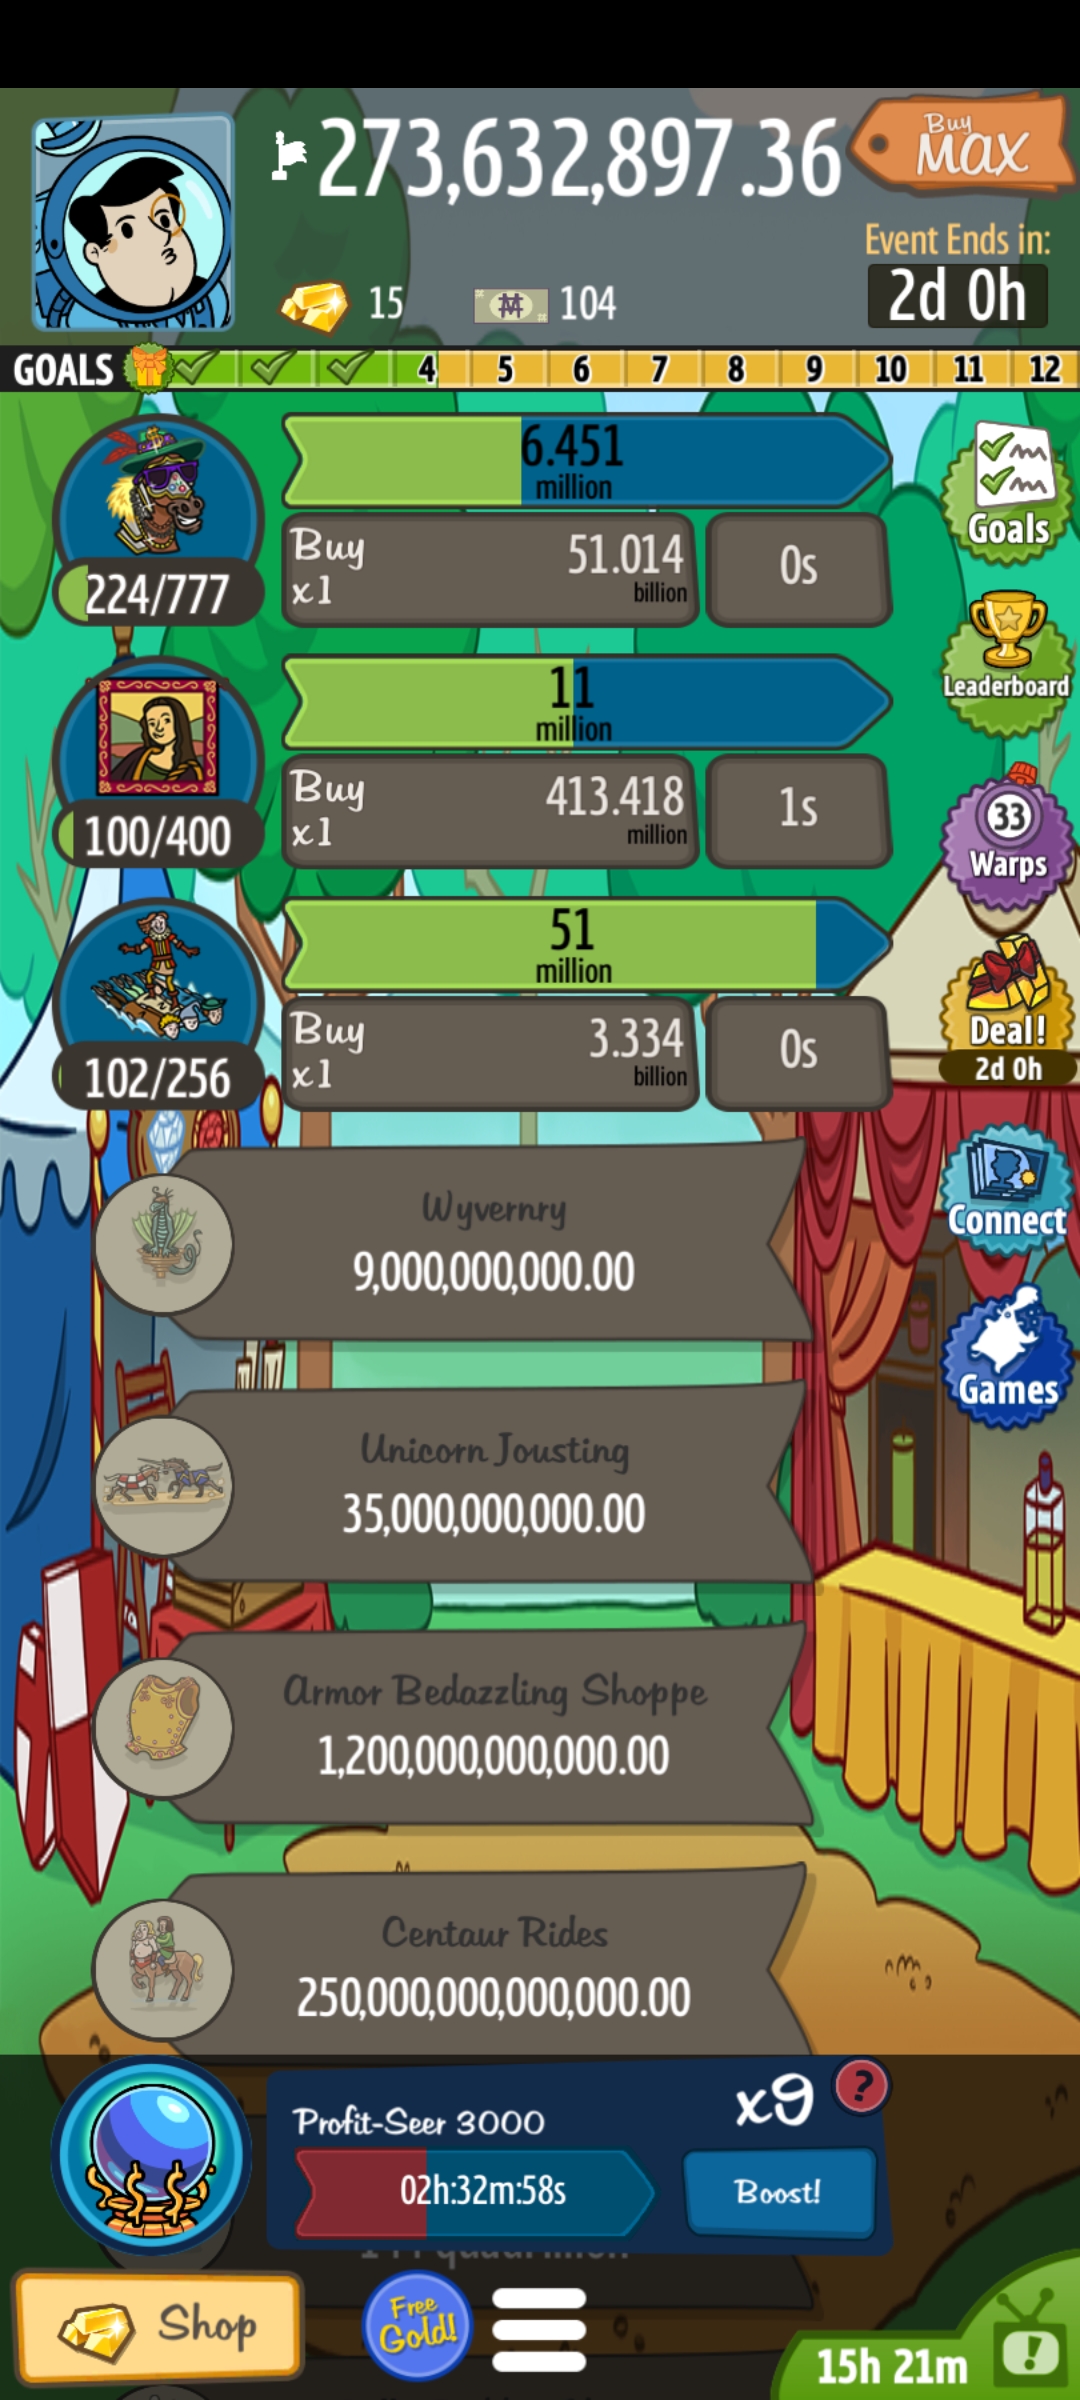 273,632,897.36
Buy
MAX
Event Ends in:
15
104
2d 0h
GOALS
4 5 6 7 8 9 10 11 12
6.451
million
Buy
x1
51.014
billion
0s
224/777
Goals
11
million
Leaderboard
Buy
x1
413.418
million
1s
100/400
33
Warps
51
million
Buy
x1
3.334
billion
0s
102/256
Deal!
2d 0h
Wyvernry
9,000,000,000.00
Connect
Unicorn Jousting
35,000,000,000.00
Games
Armor Bedazzling Shoppe
1,200,000,000,000.00
Centaur Rides
250,000,000,000,000.00
Profit-Seer 3000
x9
?
02h:32m:58s
Boost!
Shop
Free
Gold!
15h 21m
!